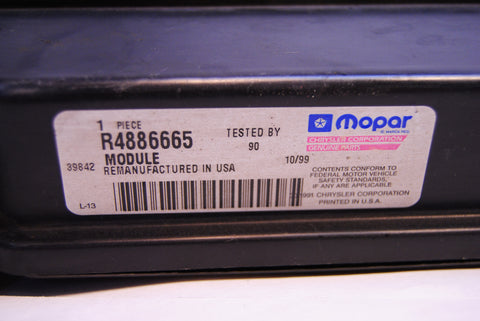 1 PIECE
R4886665
TESTED BY
90
39842
MODULE
10/99
REMANUFACTURED IN USA
L-13
Mopar
CHRYSLER CORPORATION
GENUINE PARTS
CONTENTS CONFORM TO
FEDERAL MOTOR VEHICLE
SAFETY STANDARDS,
IF ANY ARE APPLICABLE
1991 CHRYSLER CORPORATION
PRINTED IN U.S.A.